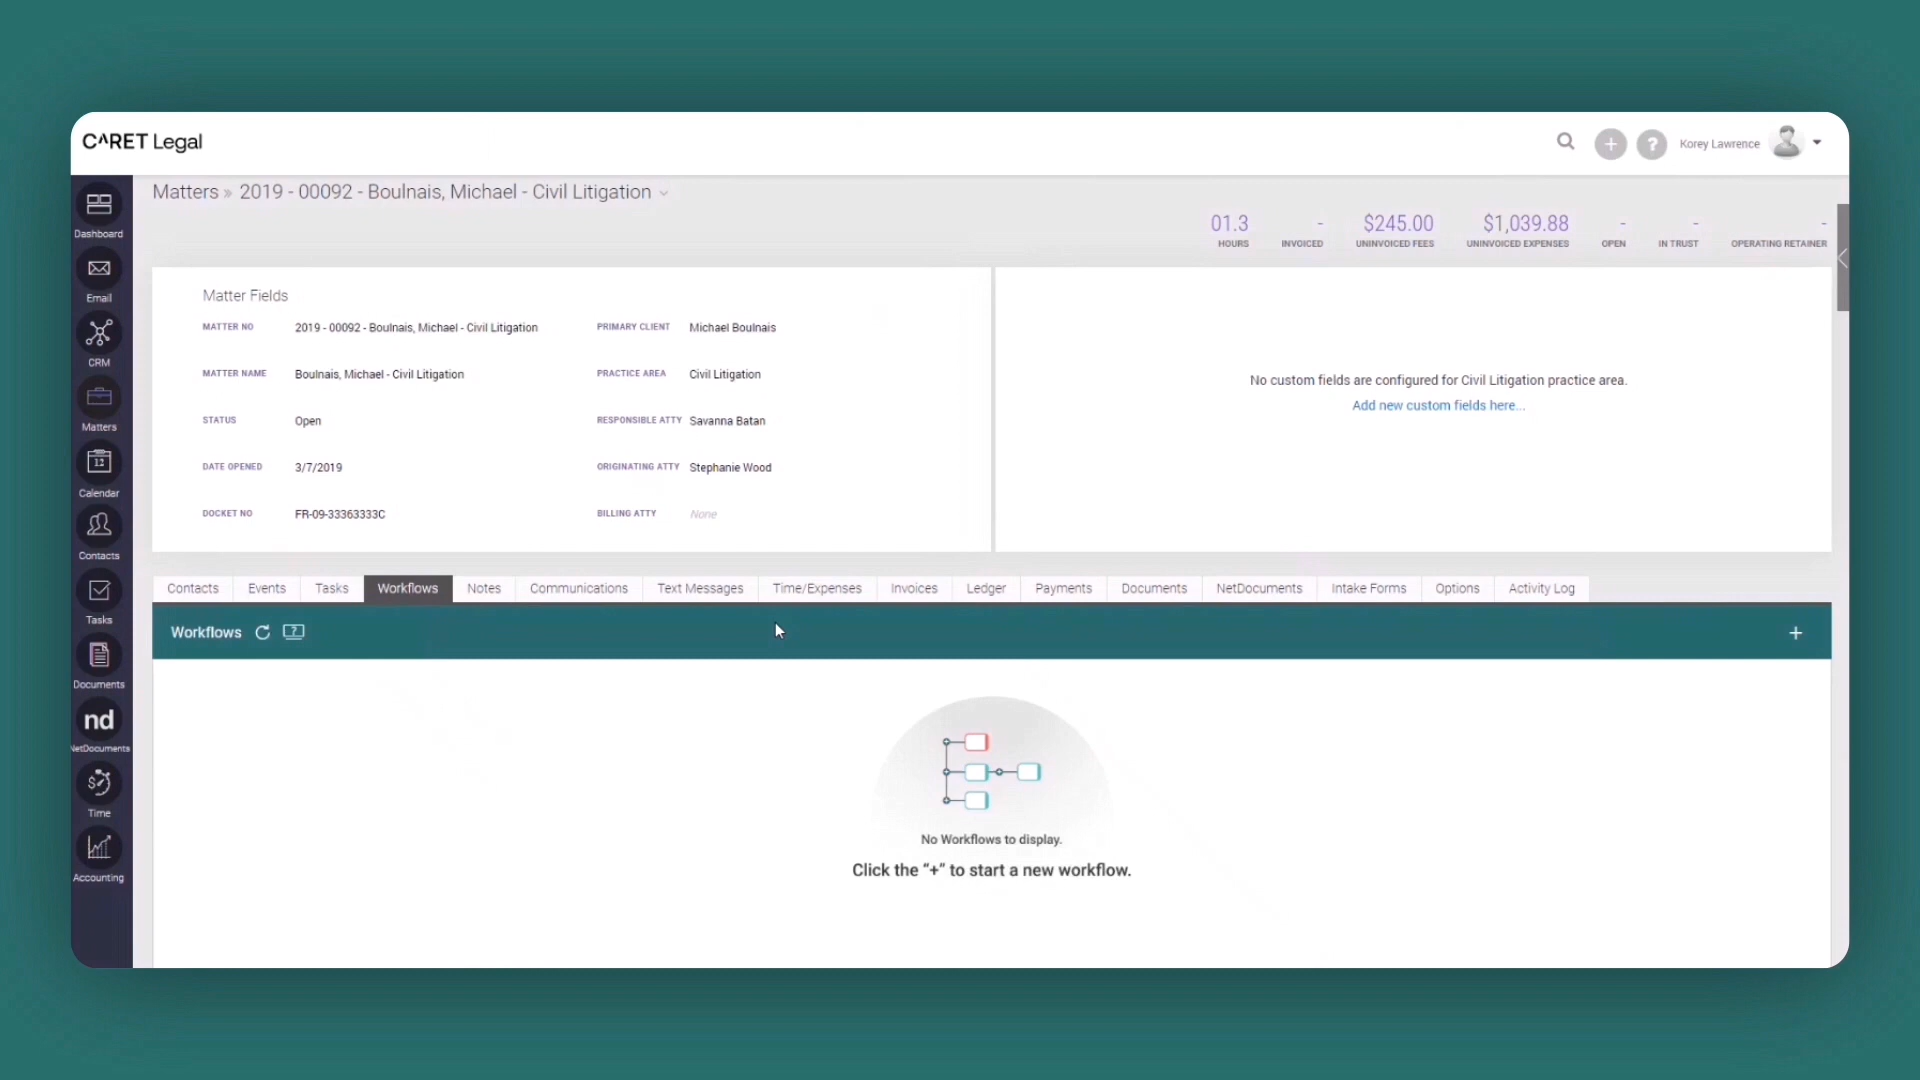 C^RET Legal
?
Korey Lawrence
Matters » 2019 - 00092 - Boulnais, Michael - Civil Litigation
01.3 - $245.00 $1,039.88 - - -
HOURS INVOICED UNINVOICED FEES UNINVOICED EXPENSES OPEN IN TRUST OPERATING RETAINER
Dashboard
Email
CRM
Matters
12
Calendar
Contacts
Tasks
Documents
nd
NetDocuments
$
Time
Accounting
Matter Fields
MATTER NO 2019 - 00092 - Boulnais, Michael - Civil Litigation PRIMARY CLIENT Michael Boulnais
MATTER NAME Boulnais, Michael - Civil Litigation PRACTICE AREA Civil Litigation
STATUS Open RESPONSIBLE ATTY Savanna Batan
DATE OPENED 3/7/2019 ORIGINATING ATTY Stephanie Wood
DOCKET NO FR-09-33363333C BILLING ATTY None
No custom fields are configured for Civil Litigation practice area.
Add new custom fields here...
Contacts Events Tasks Workflows Notes Communications Text Messages Time/Expenses Invoices Ledger Payments Documents NetDocuments Intake Forms Options Activity Log
Workflows ? +
No Workflows to display.
Click the “+” to start a new workflow.